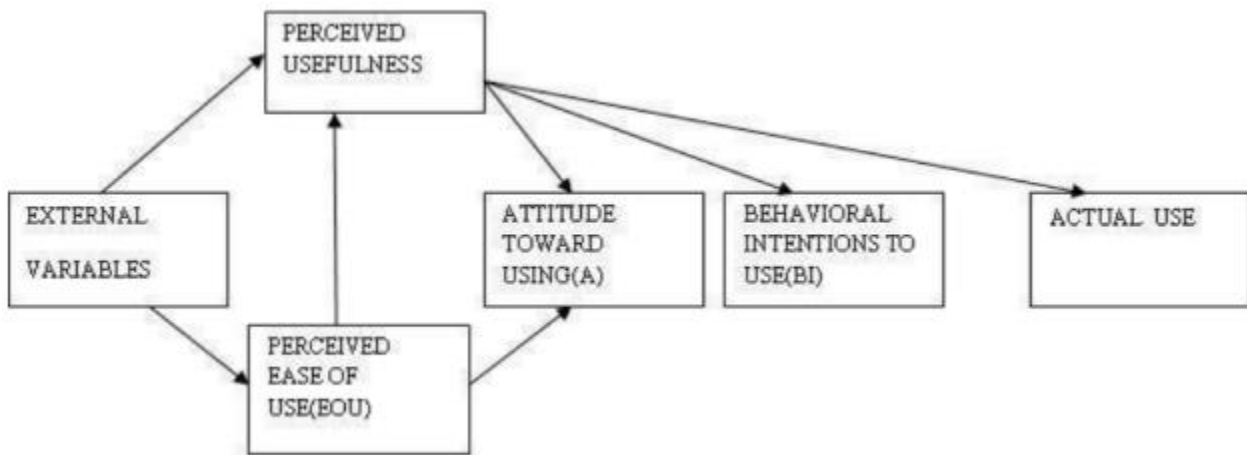 PERCEIVED
USEFULNESS
EXTERNAL
VARIABLES
ATTITUDE
TOWARD
USING(A)
BEHAVIORAL
INTENTIONS TO
USE(BI)
ACTUAL USE
PERCEIVED
EASE OF
USE(EOU)